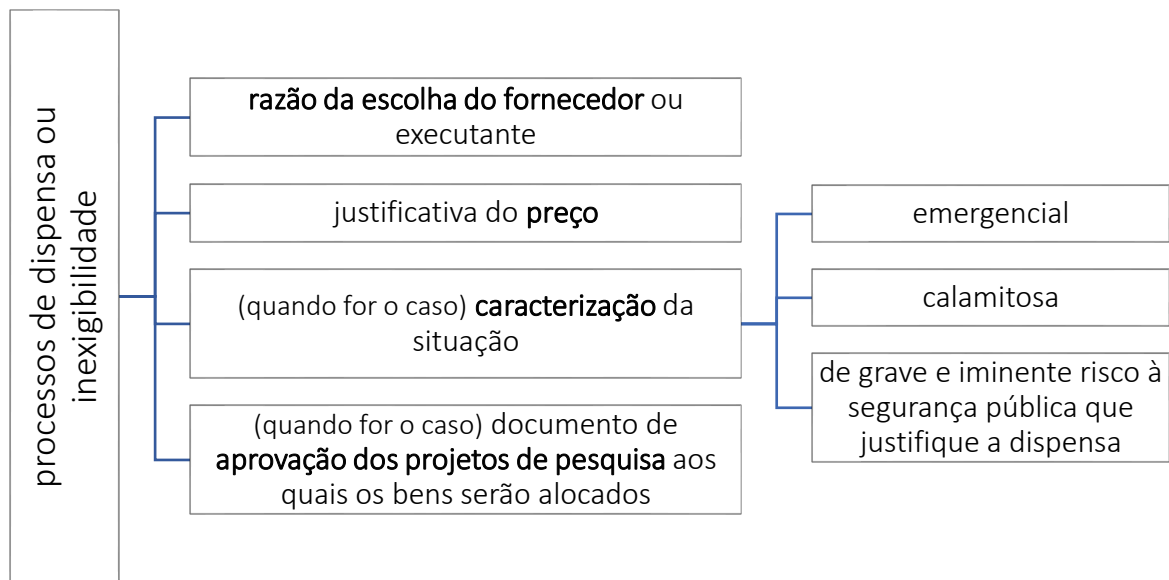 processos de dispensa ou
inexigibilidade
razão da escolha do fornecedor ou
executante
justificativa do preço
(quando for o caso) caracterização da
situação
(quando for o caso) documento de
aprovação dos projetos de pesquisa aos
quais os bens serão alocados
emergencial
calamitosa
de grave e iminente risco à
segurança pública que
justifique a dispensa